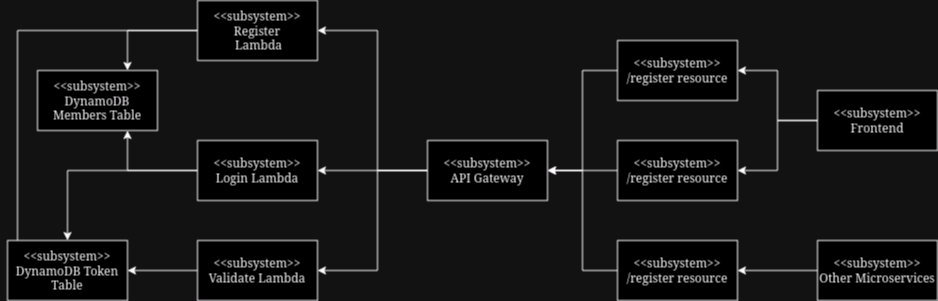 <<subsystem>>
Register
Lambda
<<subsystem>>
/register resource
<<subsystem>>
DynamoDB
Members Table
<<subsystem>>
Frontend
<<subsystem>>
Login Lambda
<<subsystem>>
API Gateway
<<subsystem>>
/register resource
<<subsystem>>
DynamoDB Token
Table
<<subsystem>>
Validate Lambda
<<subsystem>>
/register resource
<<subsystem>>
Other Microservices